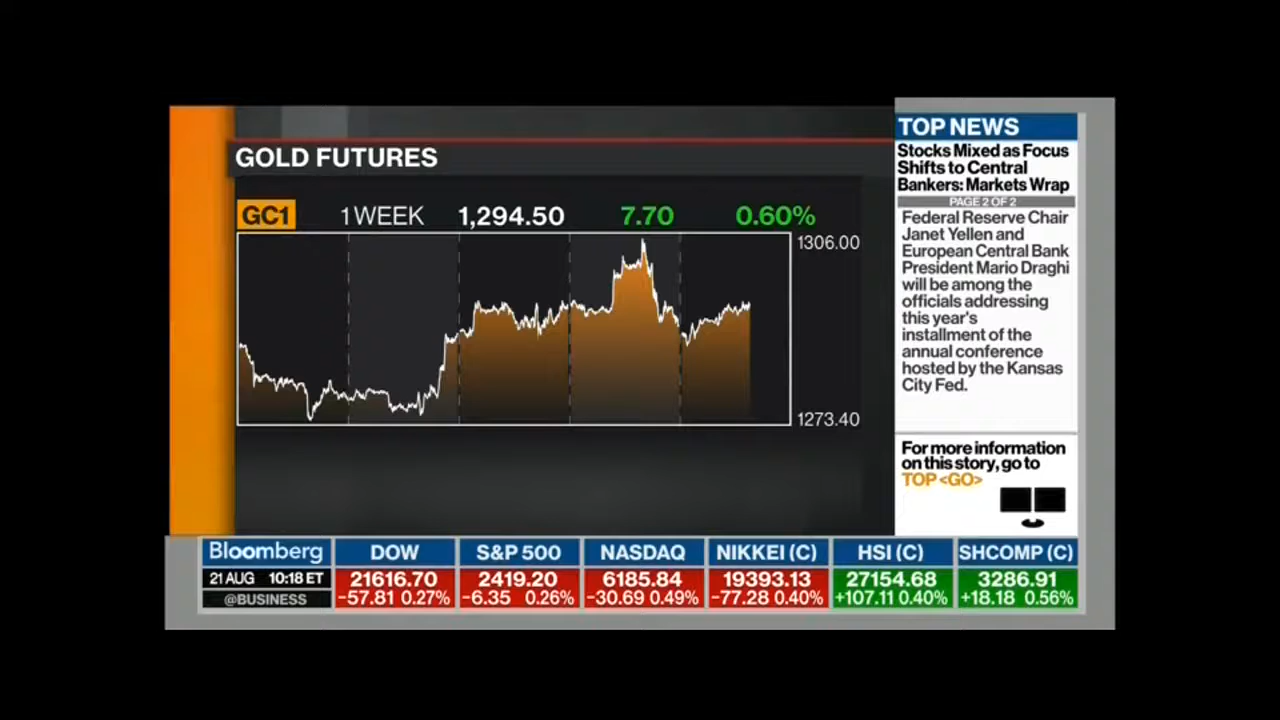 GOLD FUTURES
GC1 1 WEEK 1,294.50 7.70 0.60%
1306.00
1273.40
TOP NEWS
Stocks Mixed as Focus
Shifts to Central
Bankers: Markets Wrap
PAGE 2 OF 2
Federal Reserve Chair
Janet Yellen and
European Central Bank
President Mario Draghi
will be among the
officials addressing
this year's
installment of the
annual conference
hosted by the Kansas
City Fed.
For more information
on this story, go to
TOP <GO>
Bloomberg DOW S&P 500 NASDAQ NIKKEI (C) HSI (C) SHCOMP (C)
21 AUG 10:18 ET 21616.70 2419.20 6185.84 19393.13 27154.68 3286.91
@BUSINESS -57.81 0.27% -6.35 0.26% -30.69 0.49% -77.28 0.40% +107.11 0.40% +18.18 0.56%